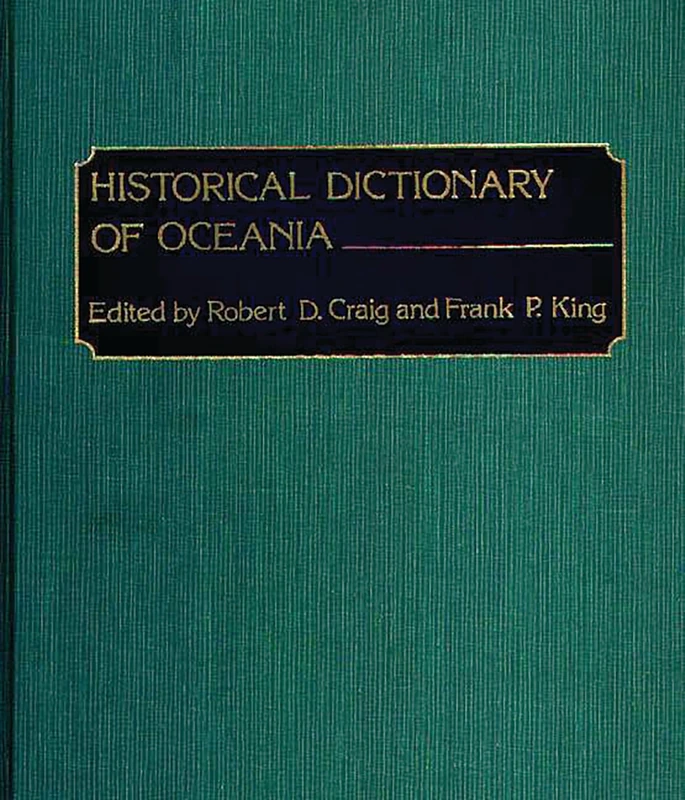 HISTORICAL DICTIONARY
OF OCEANIA
Edited by Robert D. Craig and Frank P. King